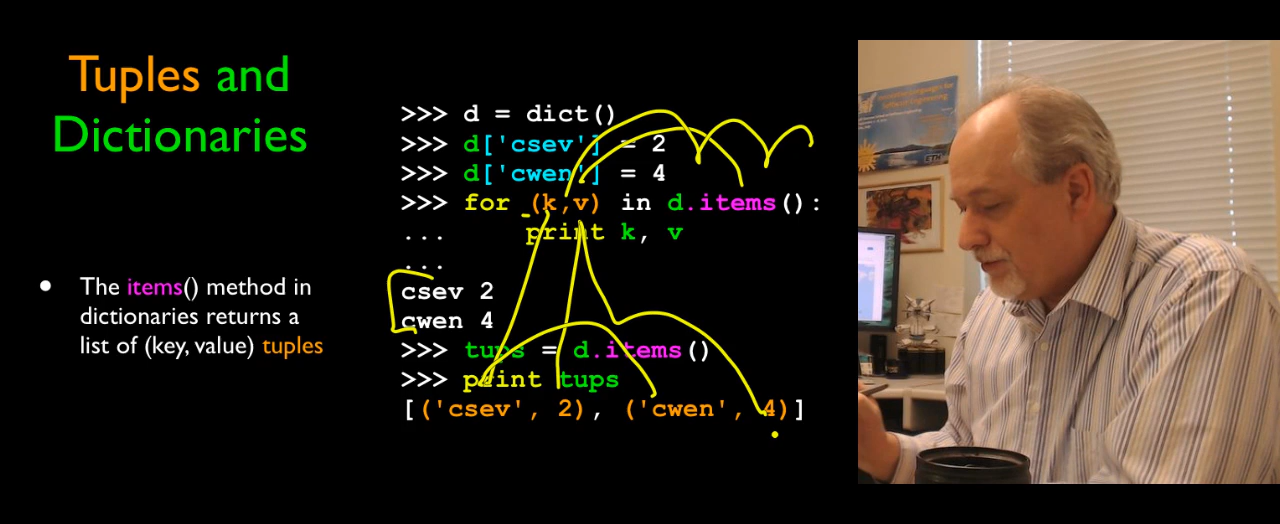 Tuples and
Dictionaries
• The items() method in
dictionaries returns a
list of (key, value) tuples
>>> d = dict()
>>> d['csev'] = 2
>>> d['cwen'] = 4
>>> for (k,v) in d.items():
...     print k, v
...
csev 2
cwen 4
>>> tups = d.items()
>>> print tups
[('csev', 2), ('cwen', 4)]